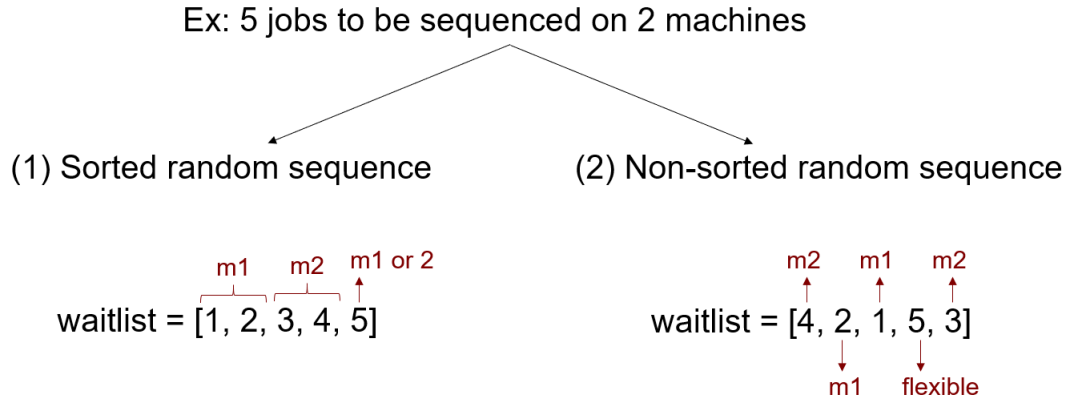 Ex: 5 jobs to be sequenced on 2 machines
(1) Sorted random sequence
m1 m2 m1 or 2
waitlist = [1, 2, 3, 4, 5]
(2) Non-sorted random sequence
m2 m1 m2
waitlist = [4, 2, 1, 5, 3]
m1 flexible